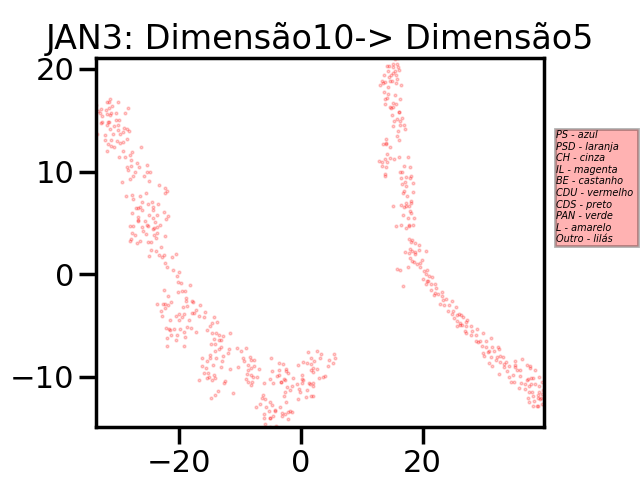 JAN3: Dimensão10-> Dimensão5
20
10
0
−10
−20
0
20
PS - azul
PSD - laranja
CH - cinza
IL - magenta
BE - castanho
CDU - vermelho
CDS - preto
PAN - verde
L - amarelo
Outro - lilás